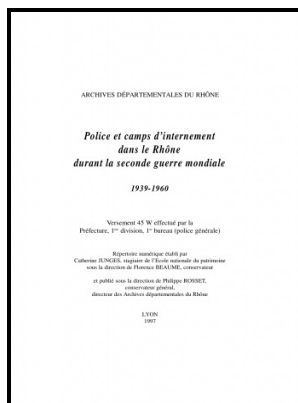 ARCHIVES DÉPARTEMENTALES DU RHÔNE
Police et camps d'internement
dans le Rhône
durant la seconde guerre mondiale
1939-1960
Versement 45 W effectué par la
Préfecture, 1re division, 1er bureau (police générale)
Répertoire numérique établi par
Catherine JUNGES, stagiaire de l'École nationale du patrimoine
sous la direction de Florence BEAUME, conservateur
et publié sous la direction de Philippe ROSSET,
conservateur général,
directeur des Archives départementales du Rhône
LYON
1997